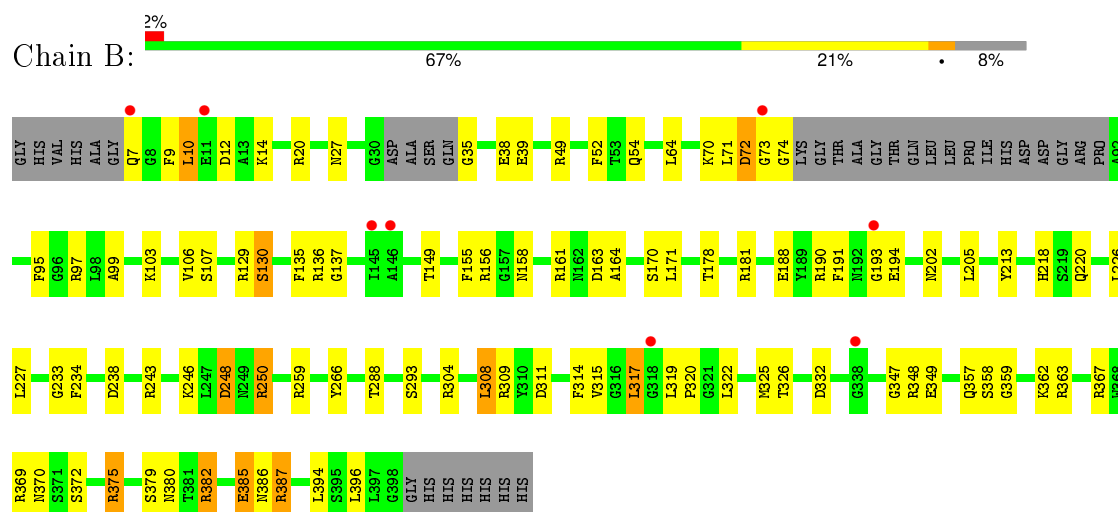 2%
Chain B:
67% 21% • 8%
GLY HIS VAL HIS ALA GLY Q7 G8 F9 L10 E11 D12 A13 K14 R20 N27 G30 ASP ALA SER GLN G35 E38 E39 R49 F52 T53 Q54 L64 K70 L71 D72 G73 G74 LYS GLY THR ALA GLY THR GLN LEU LEU PRO ILE HIS ASP ASP GLY ARG PRO A92
F95 G96 R97 L98 A99 K103 V106 S107 R129 S130 F135 R136 G137 I145 A146 T149 F155 R156 G157 N158 R161 N162 D163 A164 S170 L171 T178 R181 E188 Y189 R190 F191 N192 G193 E194 N202 L205 Y213 H218 S219 Q220 L226
L227 G233 F234 D238 R243 K246 L247 D248 N249 R250 R259 Y266 T288 S293 R304 L308 R309 Y310 D311 F314 V315 G316 L317 G318 L319 P320 G321 L322 M325 T326 D332 G338 G347 R348 E349 Q357 S358 G359 K362 R363 R367 W368
R369 N370 S371 S372 R375 S379 N380 T381 R382 E385 N386 R387 L394 S395 L396 L397 G398 GLY HIS HIS HIS HIS HIS HIS